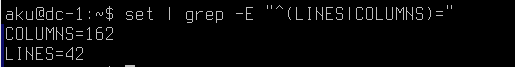 aku@dc-1:~$ set | grep -E "^(LINES|COLUMNS)="
COLUMNS=162
LINES=42